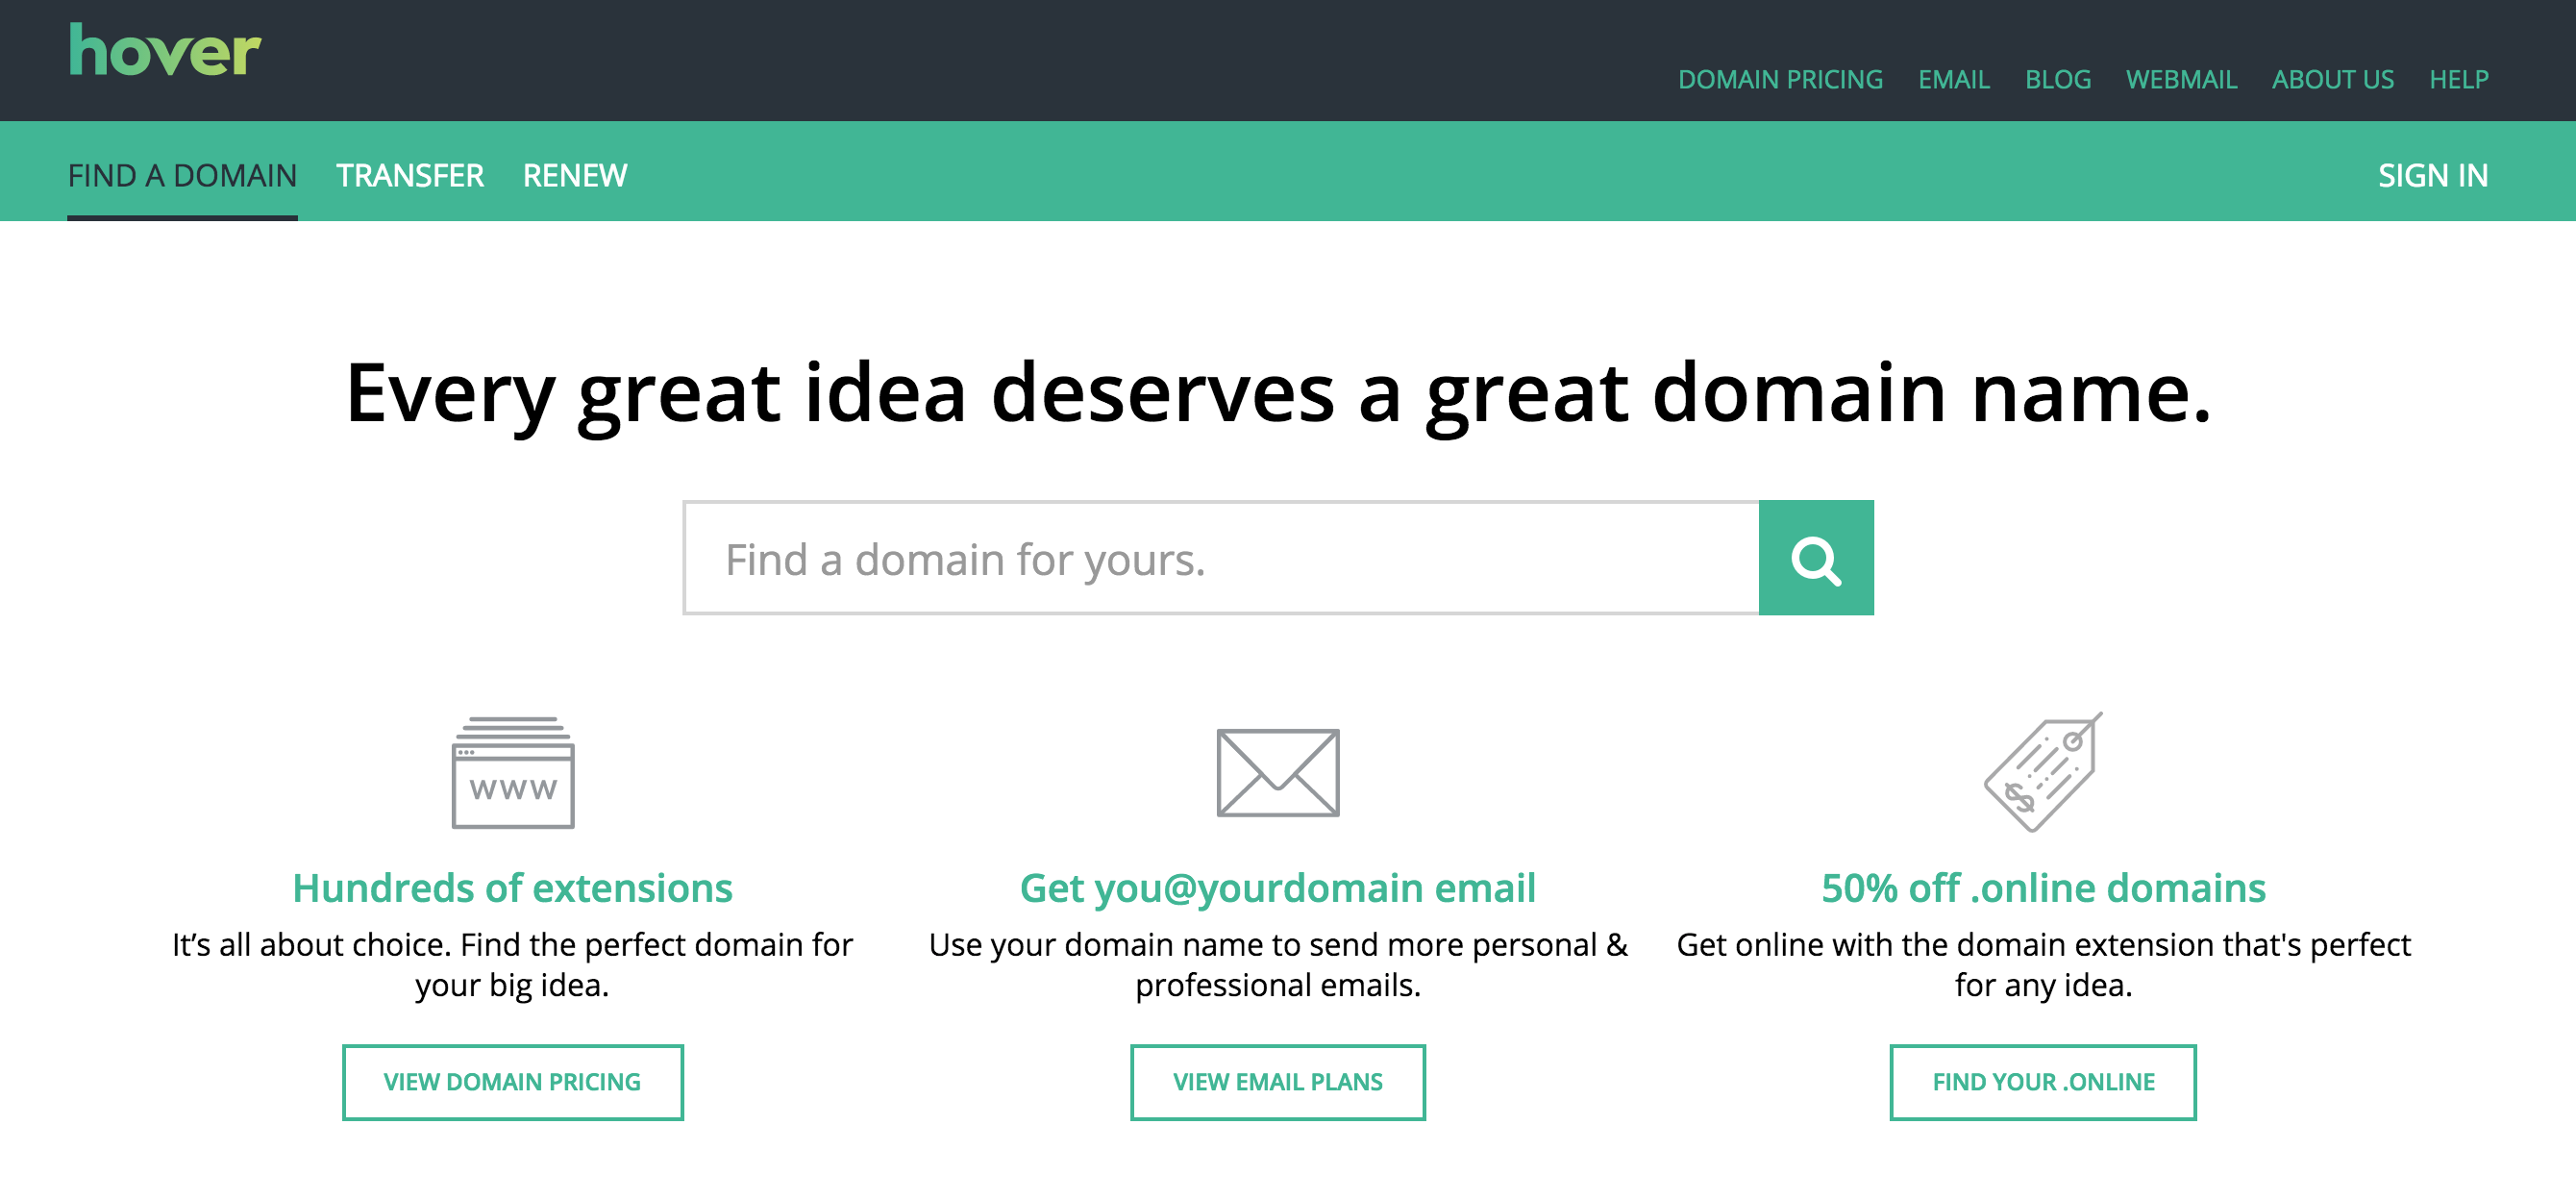 hover
DOMAIN PRICING EMAIL BLOG WEBMAIL ABOUT US HELP
FIND A DOMAIN TRANSFER RENEW SIGN IN
Every great idea deserves a great domain name.
Find a domain for yours.
WWW
$
Hundreds of extensions
It’s all about choice. Find the perfect domain for
your big idea.
VIEW DOMAIN PRICING
Get you@yourdomain email
Use your domain name to send more personal &
professional emails.
VIEW EMAIL PLANS
50% off .online domains
Get online with the domain extension that's perfect
for any idea.
FIND YOUR .ONLINE